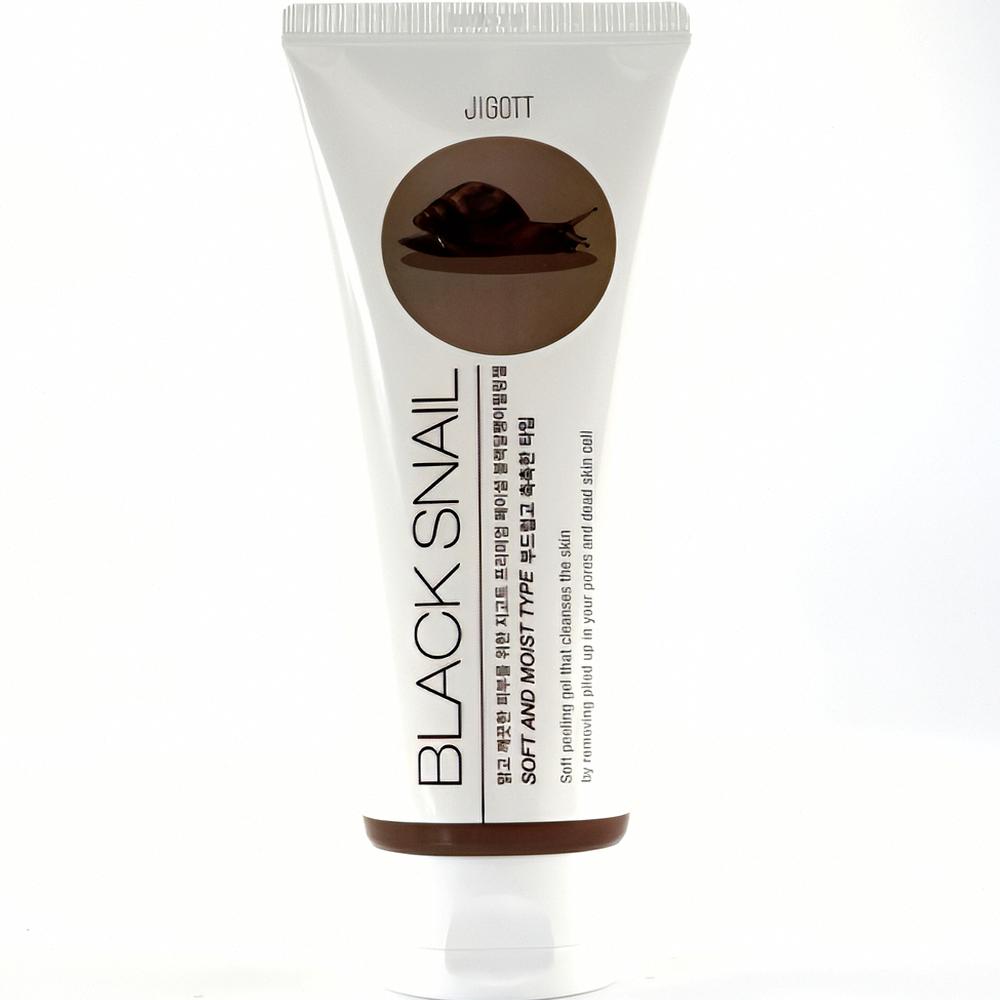 JIGOTT
BLACK SNAIL
맑고 깨끗한 피부를 위한 지고트 프리미엄 페이셜 블랙달팽이필링젤
SOFT AND MOIST TYPE 부드럽고 촉촉한 타입
Soft peeling gel that cleanses the skin
by removing piled up in your pores and dead skin cell